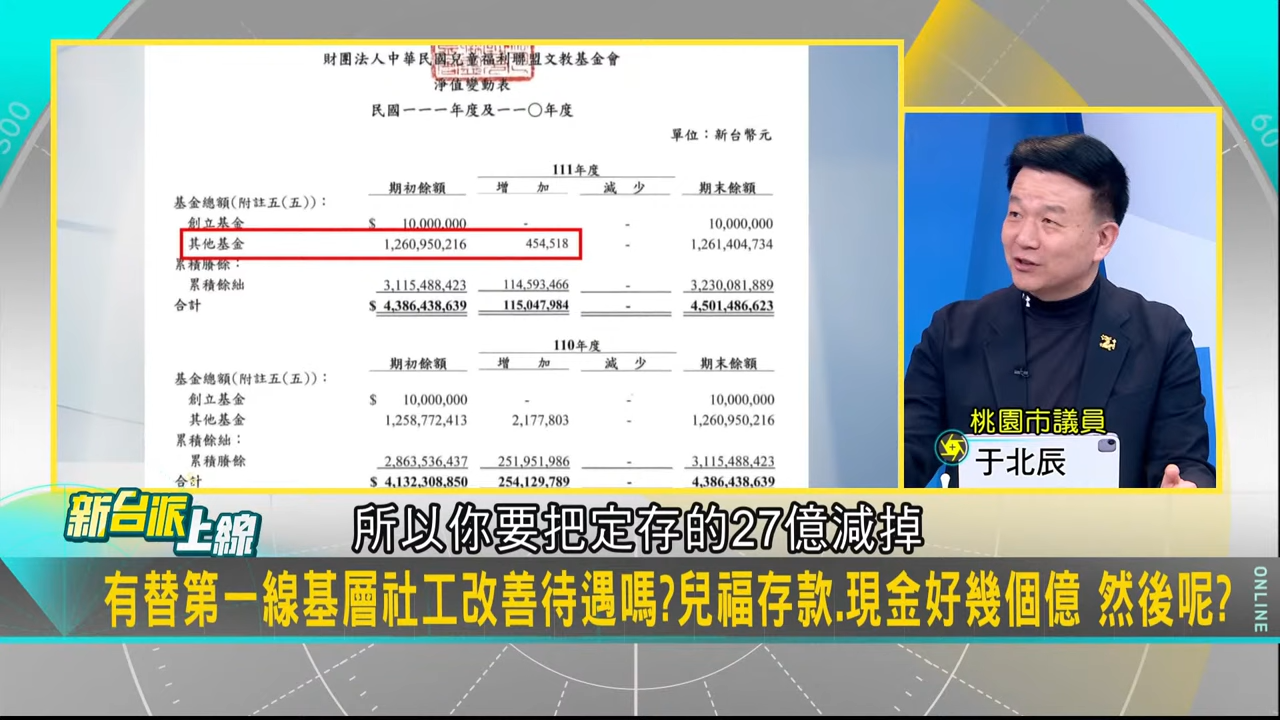 財團法人中華民國兒童福利聯盟文教基金會
淨值變動表
民國一一一年度及一一〇年度
單位：新台幣元
111年度
期初餘額 增 加 減 少 期末餘額
基金總額(附註五(五))：
創立基金 $ 10,000,000 - - 10,000,000
其他基金 1,260,950,216 454,518 - 1,261,404,734
累積賸餘：
累積餘絀 3,115,488,423 114,593,466 - 3,230,081,889
合計 $ 4,386,438,639 115,047,984 - 4,501,486,623
110年度
期初餘額 增 加 減 少 期末餘額
基金總額(附註五(五))：
創立基金 $ 10,000,000 - - 10,000,000
其他基金 1,258,772,413 2,177,803 - 1,260,950,216
累積餘絀：
累積賸餘 2,863,536,437 251,951,986 - 3,115,488,423
合計 $ 4,132,308,850 254,129,789 - 4,386,438,639
300
60
桃園市議員
于北辰
新台派上線
所以你要把定存的27億減掉
有替第一線基層社工改善待遇嗎?兒福存款.現金好幾個億 然後呢?
ONLINE